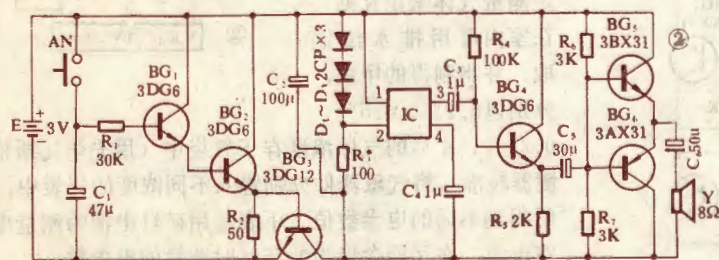 AN
E
3V
R₁
30K
C₁
47μ
BG₁
3DG6
BG₂
3DG6
R₂
50
C₂
100μ
BG₃
3DG12
D₁~D₃ 2CP×3
R₃
100
1
2
3
4
IC
C₃
1μ
C₄ 1μ
R₄
100K
BG₄
3DG6
R₅ 2K
C₅
30μ
R₆
3K
R₇
3K
BG₅
3BX31
BG₆
3AX31
C₆ 50μ
Y
8Ω
②